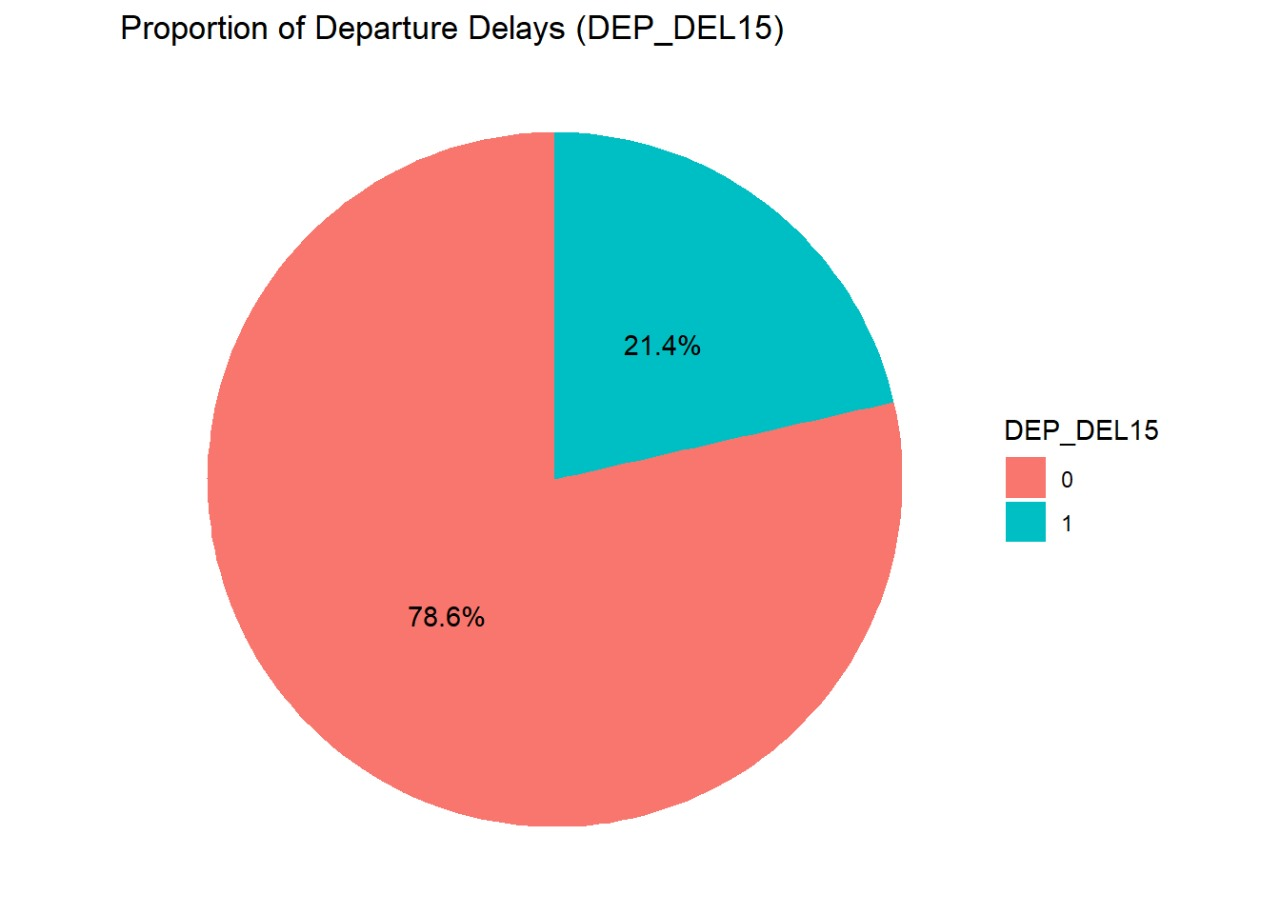 Proportion of Departure Delays (DEP_DEL15)
21.4%
78.6%
DEP_DEL15
0
1